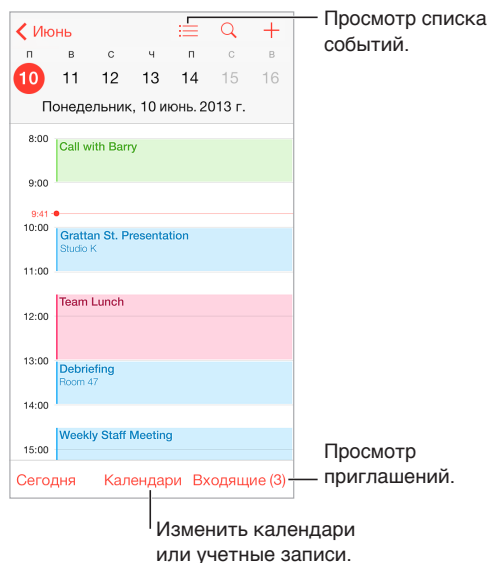 Просмотр списка
событий.
Июнь
п в с ч п с в
10 11 12 13 14 15 16
Понедельник, 10 июнь. 2013 г.
8:00
Call with Barry
9:00
9:41
10:00
Grattan St. Presentation
Studio K
11:00
Team Lunch
12:00
13:00
Debriefing
Room 47
14:00
Weekly Staff Meeting
15:00
Сегодня Календари Входящие (3)
Просмотр
приглашений.
Изменить календари
или учетные записи.